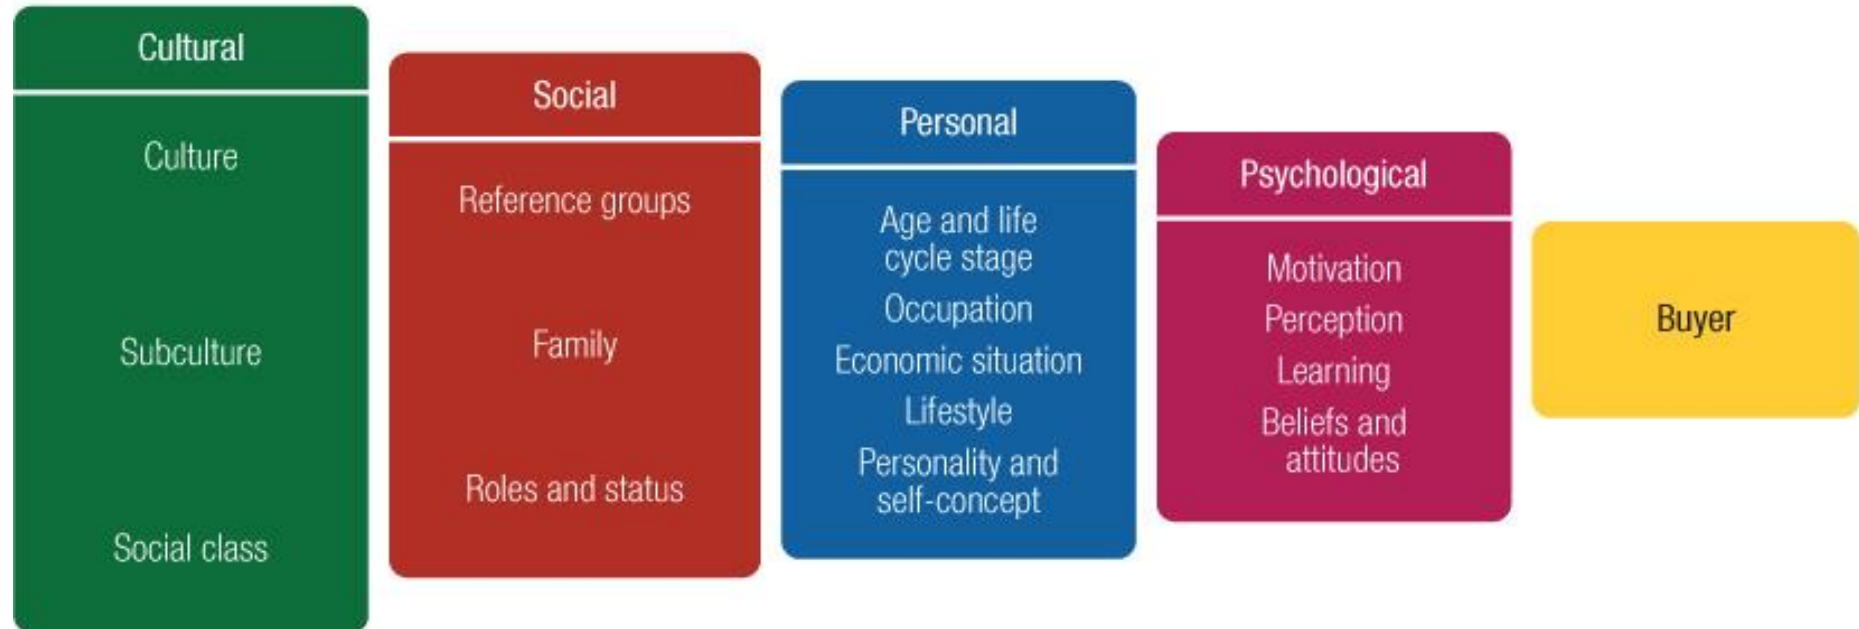 Cultural
Culture
Subculture
Social class
Social
Reference groups
Family
Roles and status
Personal
Age and life
cycle stage
Occupation
Economic situation
Lifestyle
Personality and
self-concept
Psychological
Motivation
Perception
Learning
Beliefs and
attitudes
Buyer